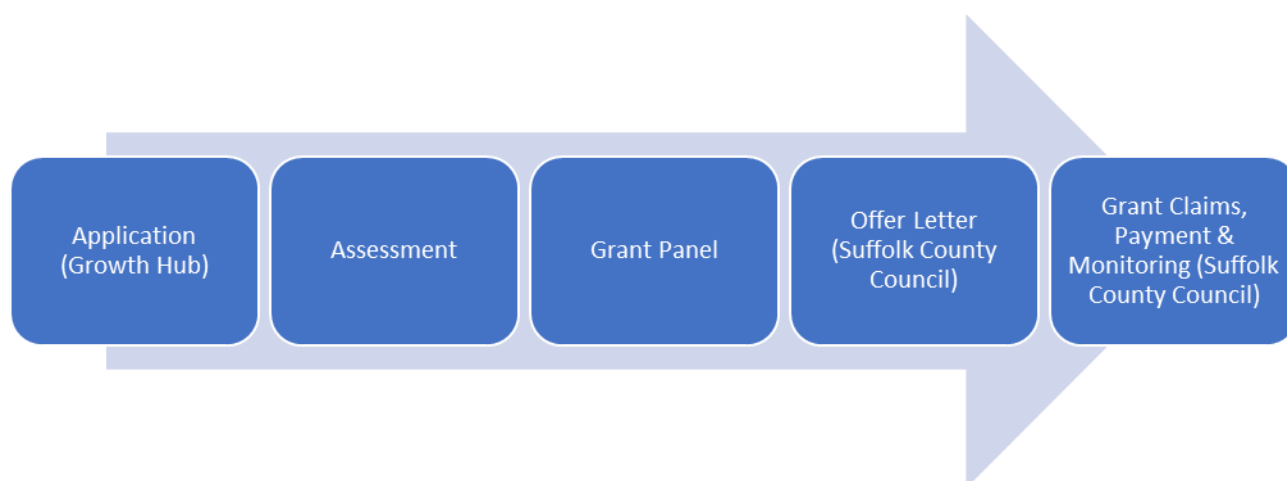 Application
(Growth Hub)
Assessment
Grant Panel
Offer Letter
(Suffolk County
Council)
Grant Claims,
Payment &
Monitoring (Suffolk
County Council)